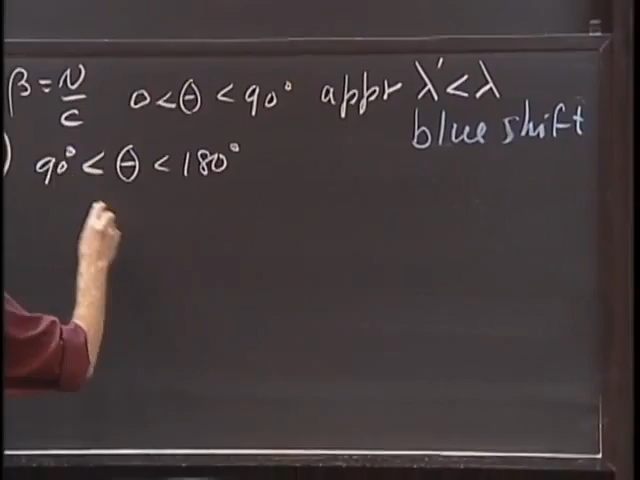 β = v/c 0 < θ < 90° appr λ' < λ
blue shift
) 90° < θ < 180°